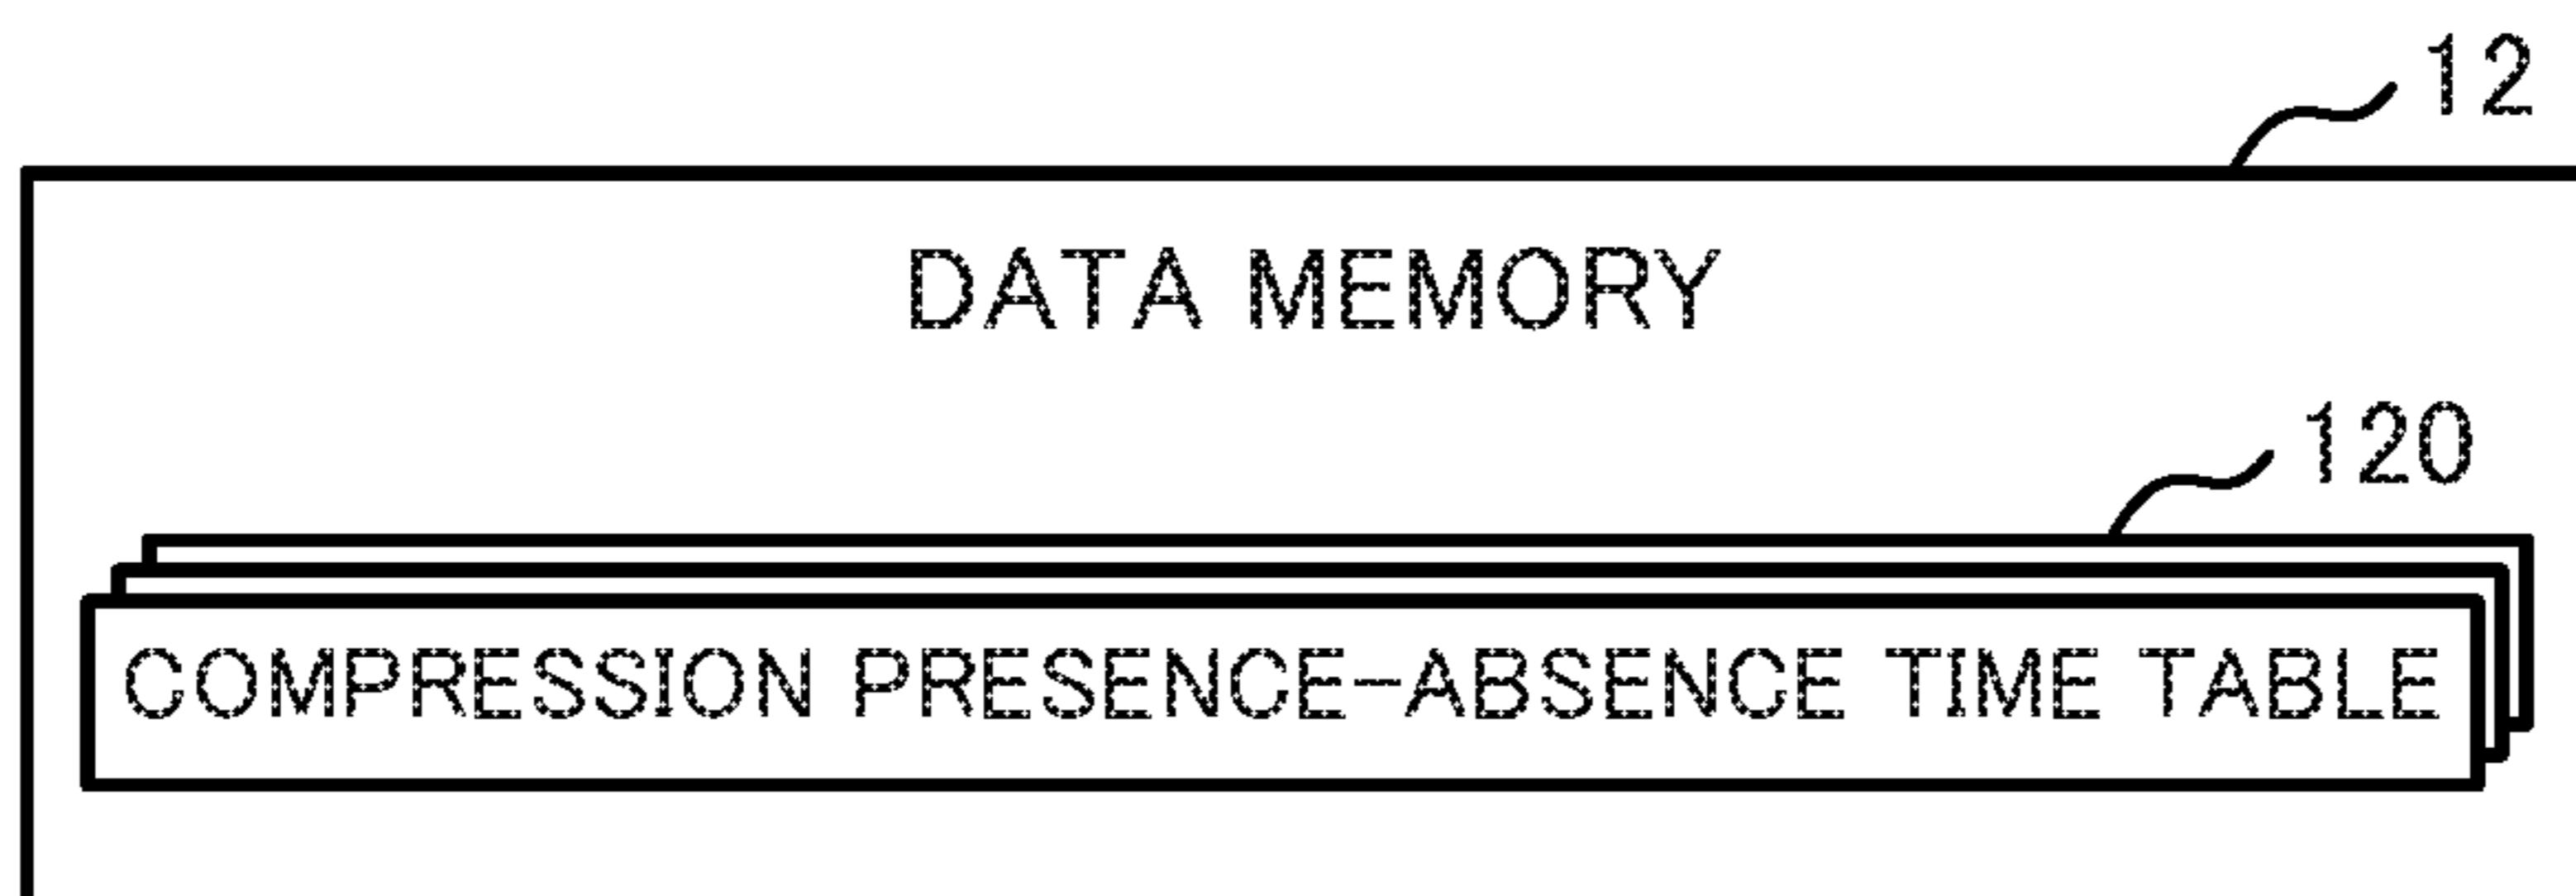 12
DATA MEMORY
120
COMPRESSION PRESENCE-ABSENCE TIME TABLE